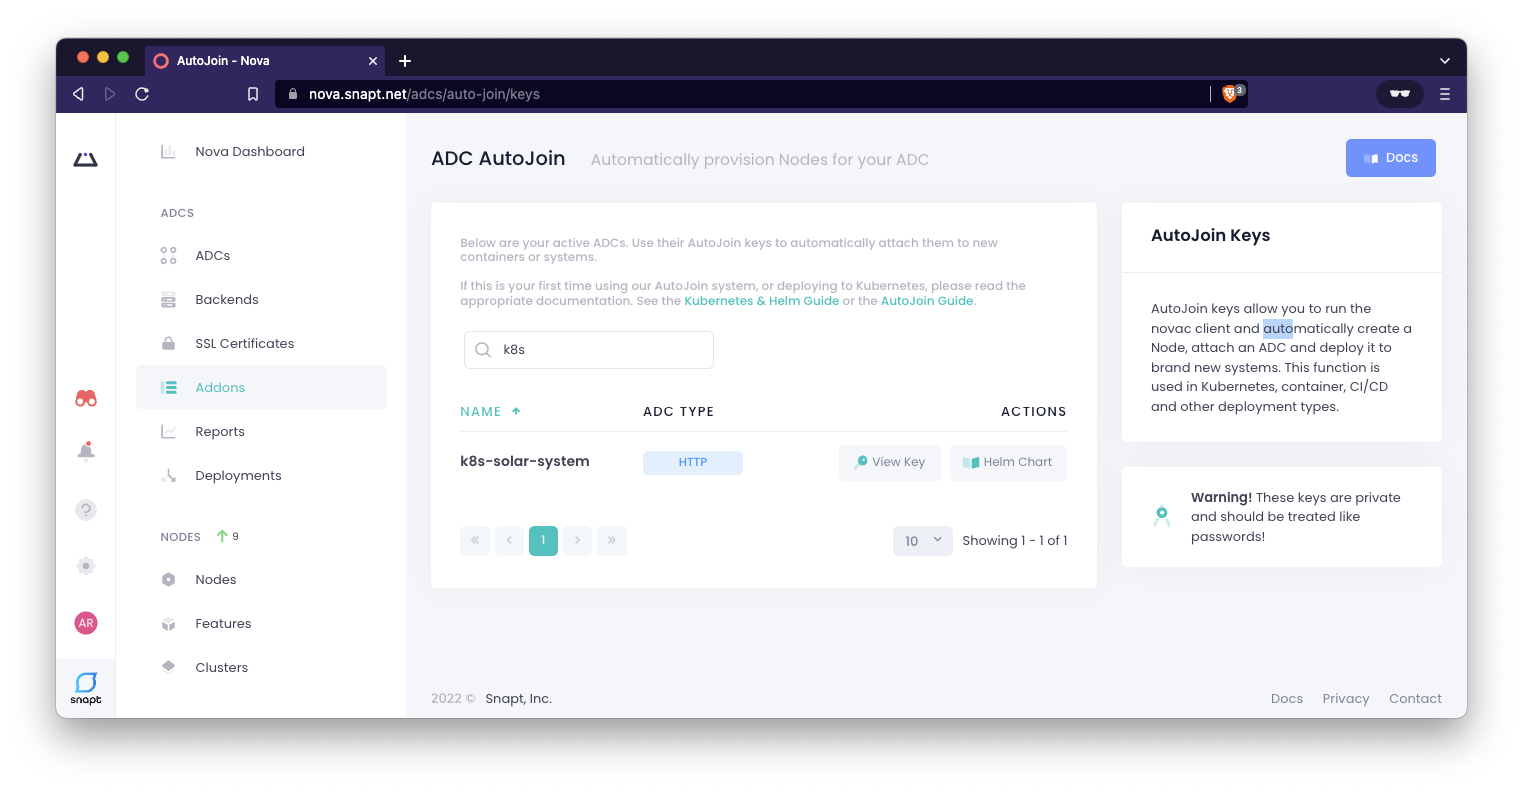 AutoJoin - Nova
nova.snapt.net/adcs/auto-join/keys
3
Nova Dashboard
ADCS
ADCs
Backends
SSL Certificates
Addons
Reports
Deployments
NODES 9
Nodes
Features
Clusters
AR
snapt
ADC AutoJoin Automatically provision Nodes for your ADC
Docs
Below are your active ADCs. Use their AutoJoin keys to automatically attach them to new
containers or systems.
If this is your first time using our AutoJoin system, or deploying to Kubernetes, please read the
appropriate documentation. See the Kubernetes & Helm Guide or the AutoJoin Guide.
k8s
NAME ADC TYPE ACTIONS
k8s-solar-system HTTP View Key Helm Chart
« ‹ 1 › » 10 Showing 1 - 1 of 1
AutoJoin Keys
AutoJoin keys allow you to run the
novac client and automatically create a
Node, attach an ADC and deploy it to
brand new systems. This function is
used in Kubernetes, container, CI/CD
and other deployment types.
Warning! These keys are private
and should be treated like
passwords!
2022 © Snapt, Inc.
Docs Privacy Contact